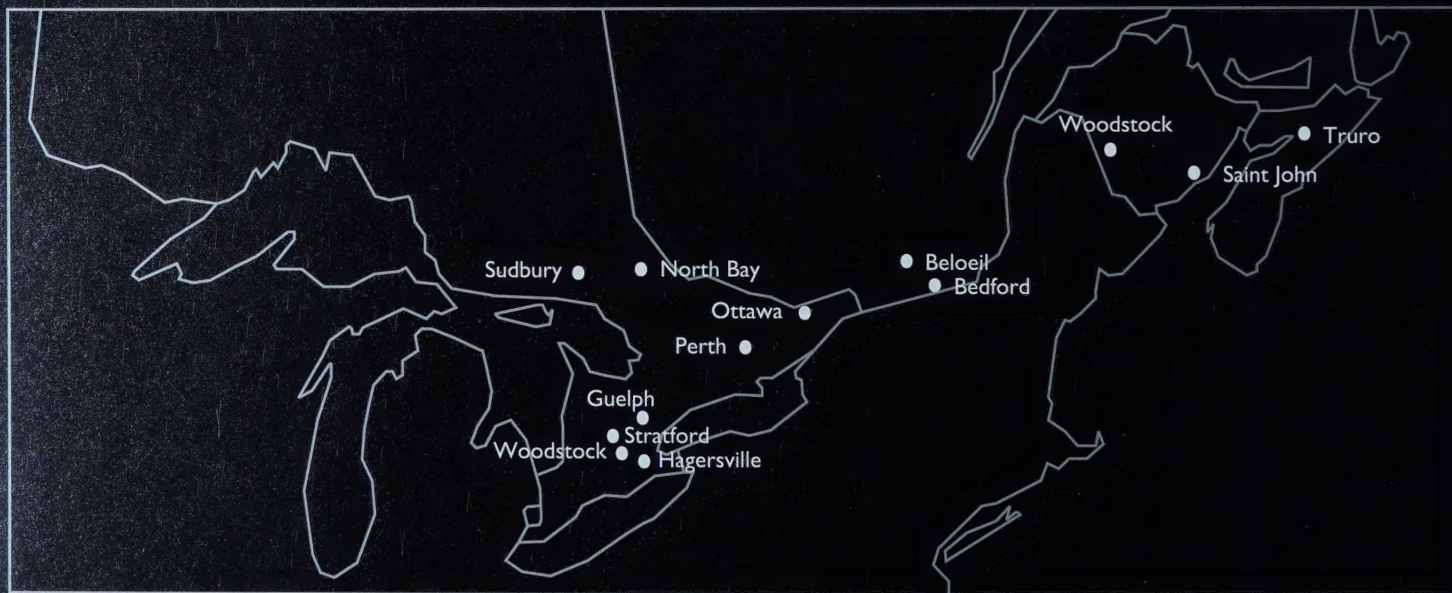 Woodstock
Truro
Saint John
Sudbury
North Bay
Beloeil
Bedford
Ottawa
Perth
Guelph
Stratford
Woodstock
Hagersville